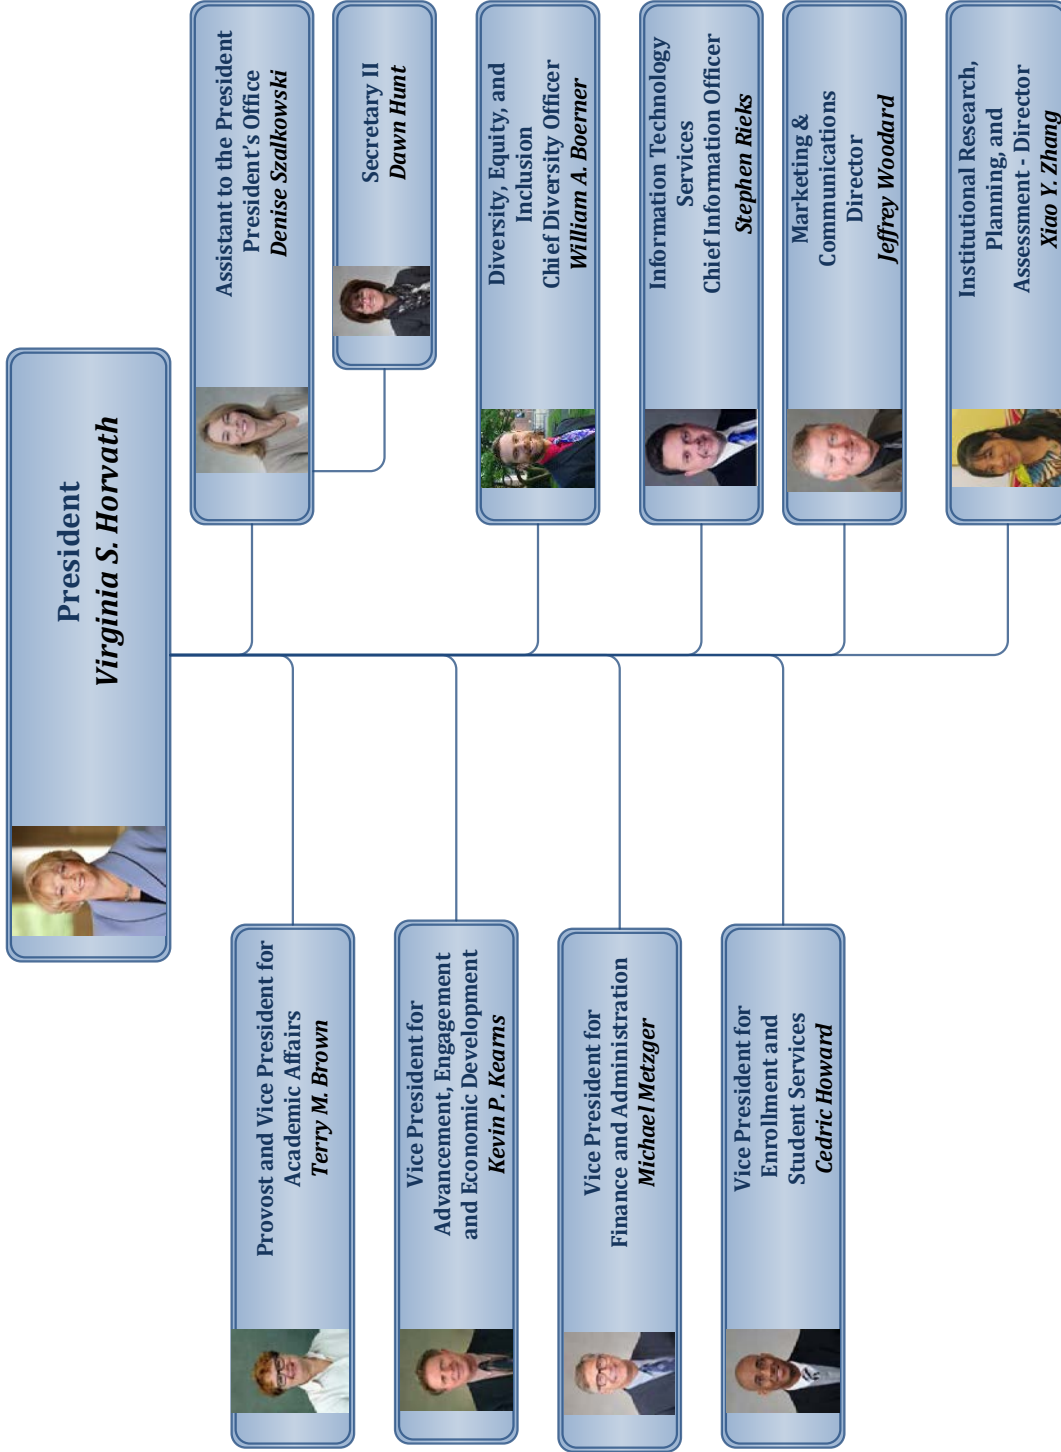 President
Virginia S. Horvath
Assistant to the President
President's Office
Denise Szalkowski
Secretary II
Dawn Hunt
Provost and Vice President for
Academic Affairs
Terry M. Brown
Vice President for
Advancement, Engagement
and Economic Development
Kevin P. Kearns
Diversity, Equity, and
Inclusion
Chief Diversity Officer
William A. Boerner
Vice President for
Finance and Administration
Michael Metzger
Information Technology
Services
Chief Information Officer
Stephen Rieks
Vice President for
Enrollment and
Student Services
Cedric Howard
Marketing &
Communications
Director
Jeffrey Woodard
Institutional Research,
Planning, and
Assessment - Director
Xiao Y. Zhang